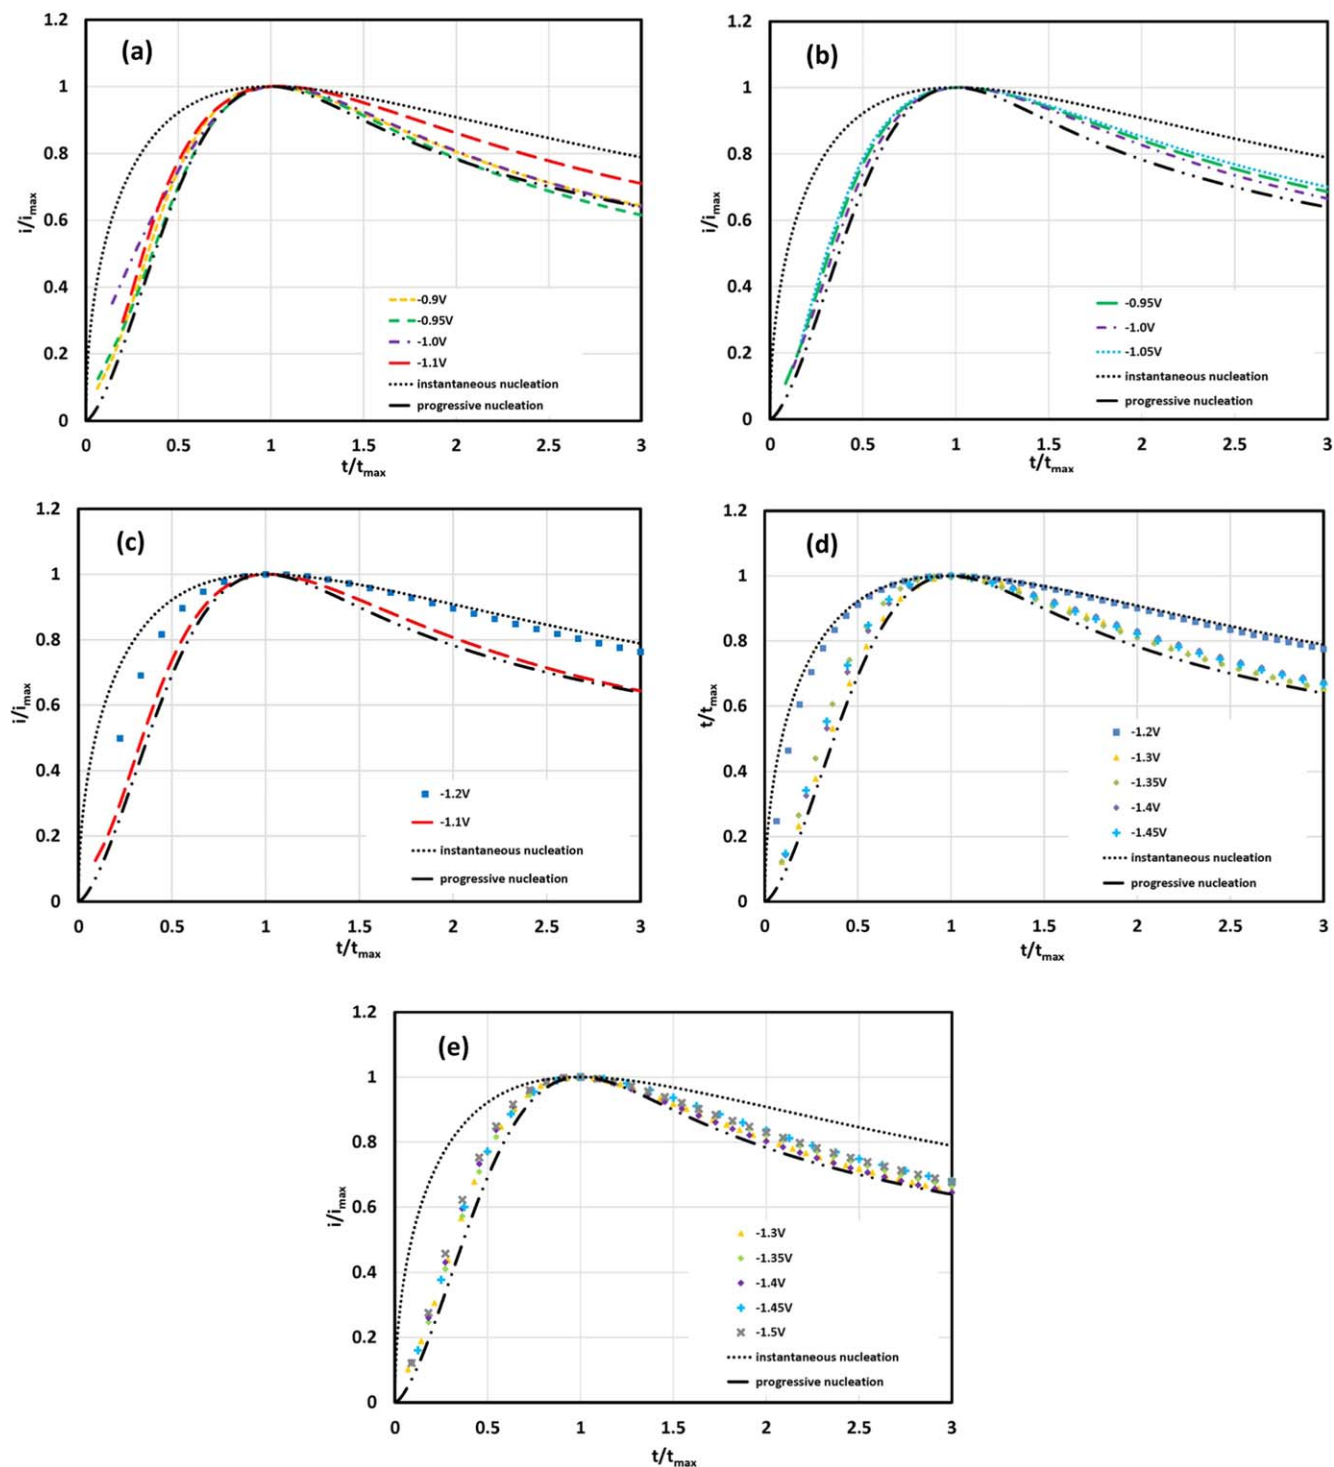 (a)
1.2
1
0.8
0.6
0.4
0.2
0
i/imax
-0.9V
-0.95V
-1.0V
-1.1V
instantaneous nucleation
progressive nucleation
0 0.5 1 1.5 2 2.5 3
t/tmax
(b)
1.2
1
0.8
0.6
0.4
0.2
0
i/imax
-0.95V
-1.0V
-1.05V
instantaneous nucleation
progressive nucleation
0 0.5 1 1.5 2 2.5 3
t/tmax
(c)
1.2
1
0.8
0.6
0.4
0.2
0
i/imax
-1.2V
-1.1V
instantaneous nucleation
progressive nucleation
0 0.5 1 1.5 2 2.5 3
t/tmax
(d)
1.2
1
0.8
0.6
0.4
0.2
0
t/tmax
-1.2V
-1.3V
-1.35V
-1.4V
-1.45V
instantaneous nucleation
progressive nucleation
0 0.5 1 1.5 2 2.5 3
t/tmax
(e)
1.2
1
0.8
0.6
0.4
0.2
0
i/imax
-1.3V
-1.35V
-1.4V
-1.45V
-1.5V
instantaneous nucleation
progressive nucleation
0 0.5 1 1.5 2 2.5 3
t/tmax